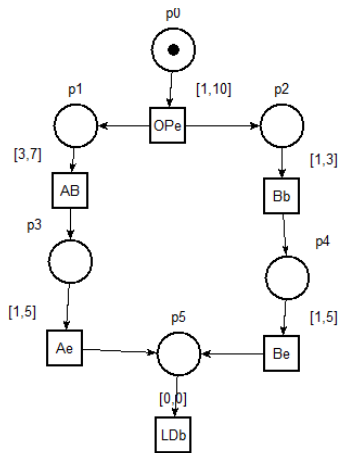 p0
[1,10]
p1
p2
OPe
[3,7]
[1,3]
AB
Bb
p3
p4
[1,5]
p5
[1,5]
Ae
Be
[0,0]
LDb